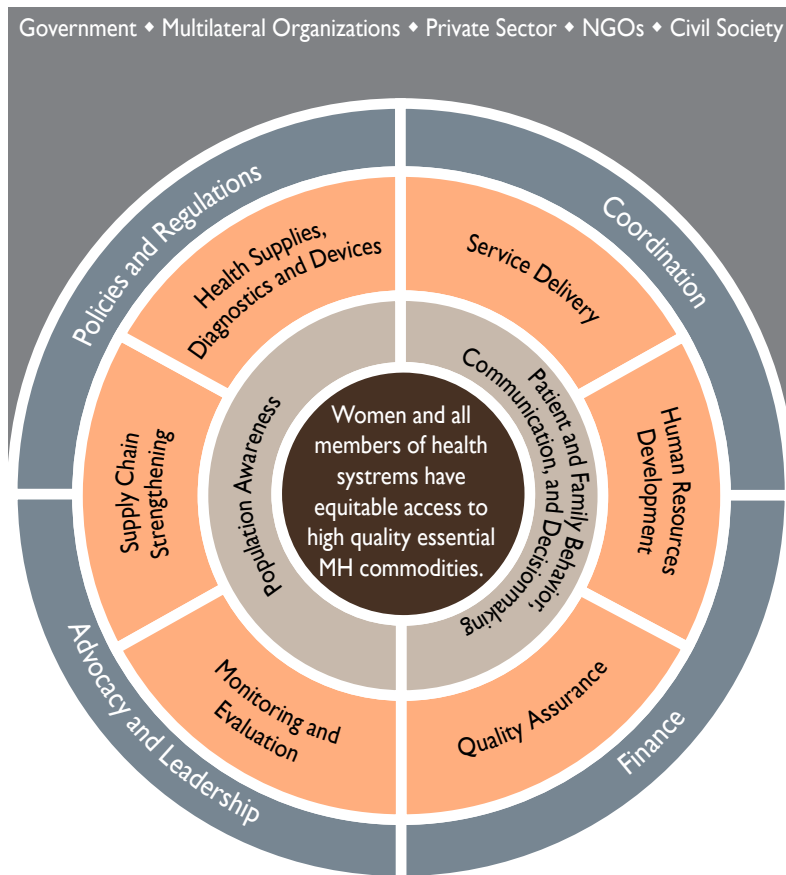 Government ◆ Multilateral Organizations ◆ Private Sector ◆ NGOs ◆ Civil Society
Policies and Regulations
Coordination
Health Supplies,
Diagnostics and Devices
Service Delivery
Supply Chain
Strengthening
Human Resources
Development
Population Awareness
Patient and Family Behavior,
Communication, and Decisionmaking
Women and all
members of health
systrems have
equitable access to
high quality essential
MH commodities.
Monitoring and
Evaluation
Quality Assurance
Advocacy and Leadership
Finance